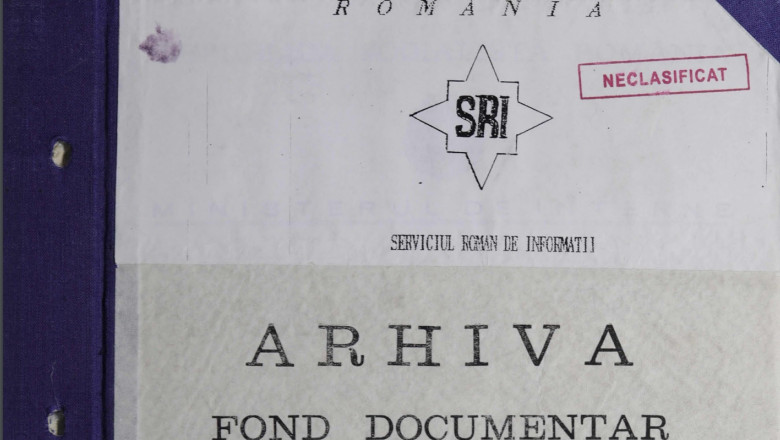 ROMANIA
NECLASIFICAT
SRI
SERVICIUL ROMAN DE INFORMATII
ARHIVA
FOND DOCUMENTAR